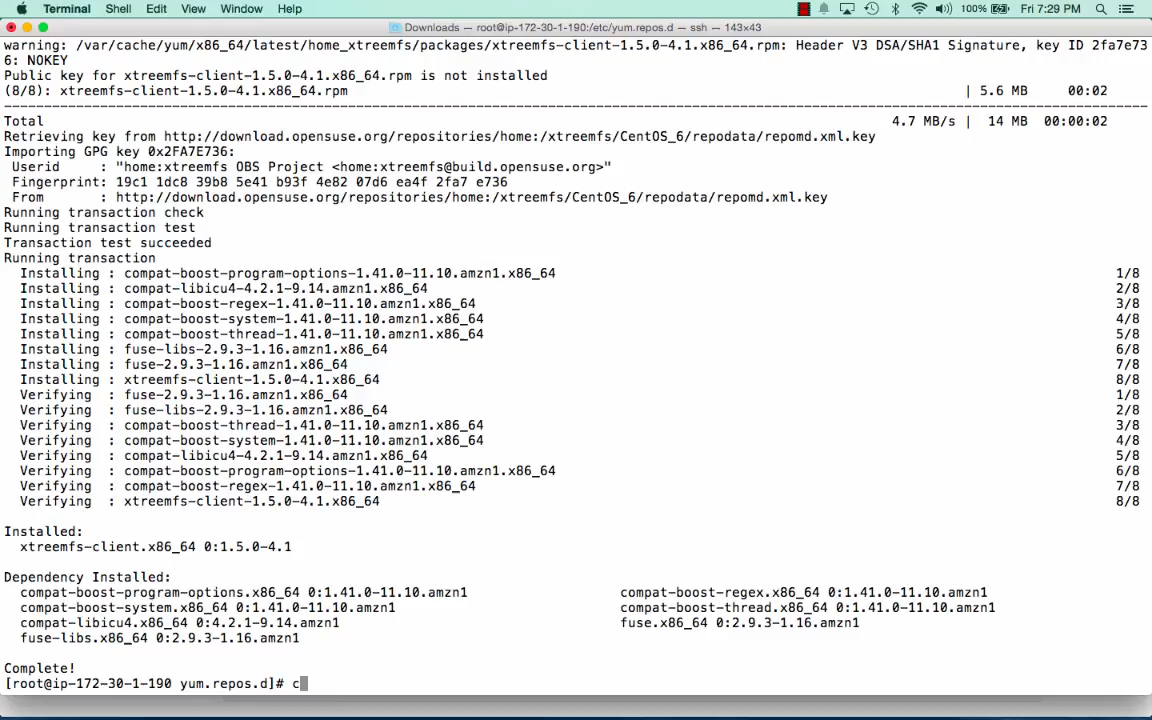 Terminal Shell Edit View Window Help 100% Fri 7:29 PM
Downloads — root@ip-172-30-1-190:/etc/yum.repos.d — ssh — 143×43
warning: /var/cache/yum/x86_64/latest/home_xtreemfs/packages/xtreemfs-client-1.5.0-4.1.x86_64.rpm: Header V3 DSA/SHA1 Signature, key ID 2fa7e73
6: NOKEY
Public key for xtreemfs-client-1.5.0-4.1.x86_64.rpm is not installed
(8/8): xtreemfs-client-1.5.0-4.1.x86_64.rpm | 5.6 MB 00:02
-----------------------------------------------------------------------------------------------------------------------------------------------
Total 4.7 MB/s | 14 MB 00:00:02
Retrieving key from http://download.opensuse.org/repositories/home:/xtreemfs/CentOS_6/repodata/repomd.xml.key
Importing GPG key 0x2FA7E736:
Userid : "home:xtreemfs OBS Project <home:xtreemfs@build.opensuse.org>"
Fingerprint: 19c1 1dc8 39b8 5e41 b93f 4e82 07d6 ea4f 2fa7 e736
From : http://download.opensuse.org/repositories/home:/xtreemfs/CentOS_6/repodata/repomd.xml.key
Running transaction check
Running transaction test
Transaction test succeeded
Running transaction
Installing : compat-boost-program-options-1.41.0-11.10.amzn1.x86_64 1/8
Installing : compat-libicu4-4.2.1-9.14.amzn1.x86_64 2/8
Installing : compat-boost-regex-1.41.0-11.10.amzn1.x86_64 3/8
Installing : compat-boost-system-1.41.0-11.10.amzn1.x86_64 4/8
Installing : compat-boost-thread-1.41.0-11.10.amzn1.x86_64 5/8
Installing : fuse-libs-2.9.3-1.16.amzn1.x86_64 6/8
Installing : fuse-2.9.3-1.16.amzn1.x86_64 7/8
Installing : xtreemfs-client-1.5.0-4.1.x86_64 8/8
Verifying : fuse-2.9.3-1.16.amzn1.x86_64 1/8
Verifying : fuse-libs-2.9.3-1.16.amzn1.x86_64 2/8
Verifying : compat-boost-thread-1.41.0-11.10.amzn1.x86_64 3/8
Verifying : compat-boost-system-1.41.0-11.10.amzn1.x86_64 4/8
Verifying : compat-libicu4-4.2.1-9.14.amzn1.x86_64 5/8
Verifying : compat-boost-program-options-1.41.0-11.10.amzn1.x86_64 6/8
Verifying : compat-boost-regex-1.41.0-11.10.amzn1.x86_64 7/8
Verifying : xtreemfs-client-1.5.0-4.1.x86_64 8/8
Installed:
xtreemfs-client.x86_64 0:1.5.0-4.1
Dependency Installed:
compat-boost-program-options.x86_64 0:1.41.0-11.10.amzn1 compat-boost-regex.x86_64 0:1.41.0-11.10.amzn1
compat-boost-system.x86_64 0:1.41.0-11.10.amzn1 compat-boost-thread.x86_64 0:1.41.0-11.10.amzn1
compat-libicu4.x86_64 0:4.2.1-9.14.amzn1 fuse.x86_64 0:2.9.3-1.16.amzn1
fuse-libs.x86_64 0:2.9.3-1.16.amzn1
Complete!
[root@ip-172-30-1-190 yum.repos.d]# c